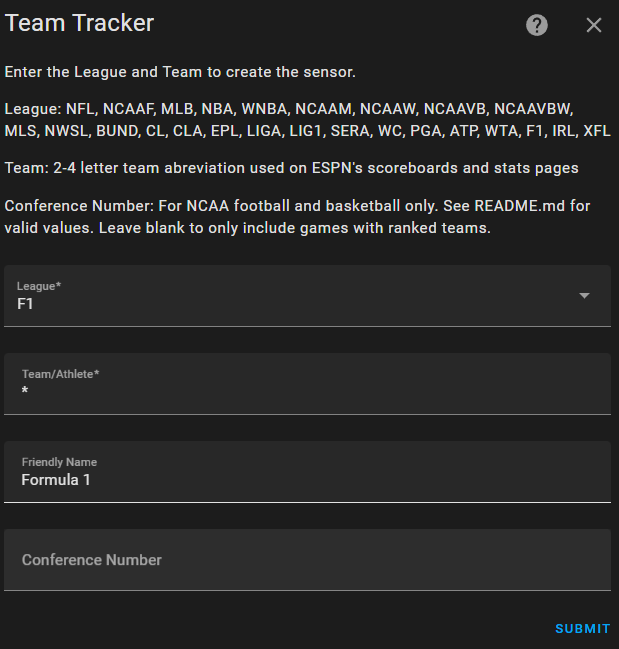 Team Tracker
Enter the League and Team to create the sensor.
League: NFL, NCAAF, MLB, NBA, WNBA, NCAAM, NCAAW, NCAAVB, NCAAVBW,
MLS, NWSL, BUND, CL, CLA, EPL, LIGA, LIG1, SERA, WC, PGA, ATP, WTA, F1, IRL, XFL
Team: 2-4 letter team abreviation used on ESPN's scoreboards and stats pages
Conference Number: For NCAA football and basketball only. See README.md for
valid values. Leave blank to only include games with ranked teams.
League*
F1
Team/Athlete*
*
Friendly Name
Formula 1
Conference Number
SUBMIT